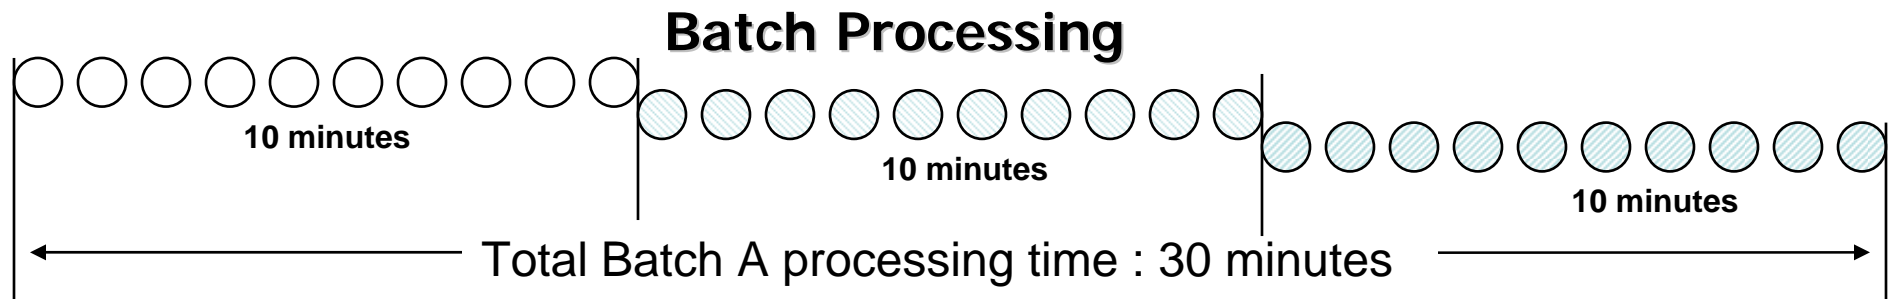 Batch Processing
10 minutes
10 minutes
10 minutes
Total Batch A processing time : 30 minutes